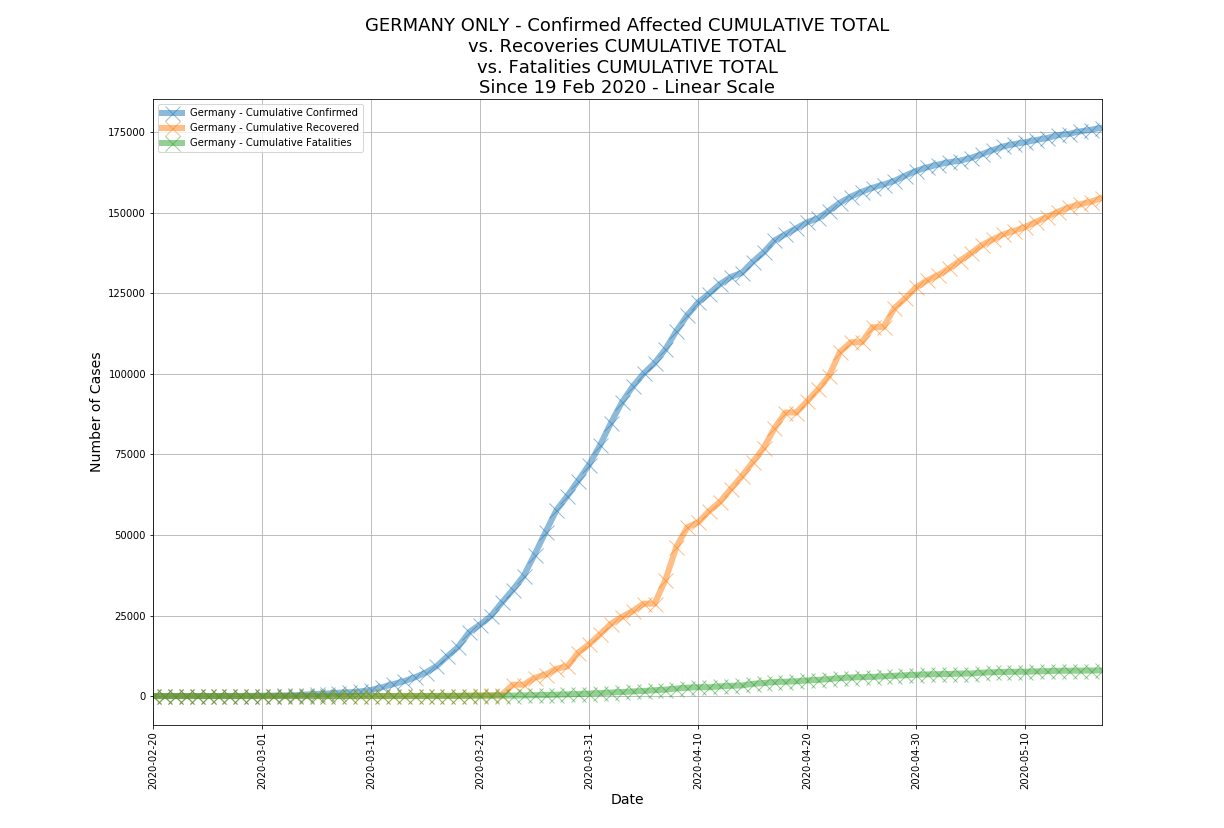 GERMANY ONLY - Confirmed Affected CUMULATIVE TOTAL
vs. Recoveries CUMULATIVE TOTAL
vs. Fatalities CUMULATIVE TOTAL
Since 19 Feb 2020 - Linear Scale
Germany - Cumulative Confirmed
Germany - Cumulative Recovered
Germany - Cumulative Fatalities
Number of Cases
175000
150000
125000
100000
75000
50000
25000
0
2020-02-20
2020-03-01
2020-03-11
2020-03-21
2020-03-31
2020-04-10
2020-04-20
2020-04-30
2020-05-10
Date